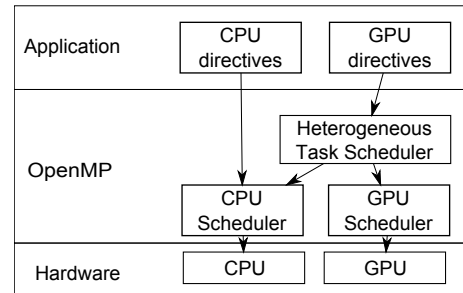 Application
CPU
directives
GPU
directives
OpenMP
Heterogeneous
Task Scheduler
CPU
Scheduler
GPU
Scheduler
Hardware
CPU
GPU